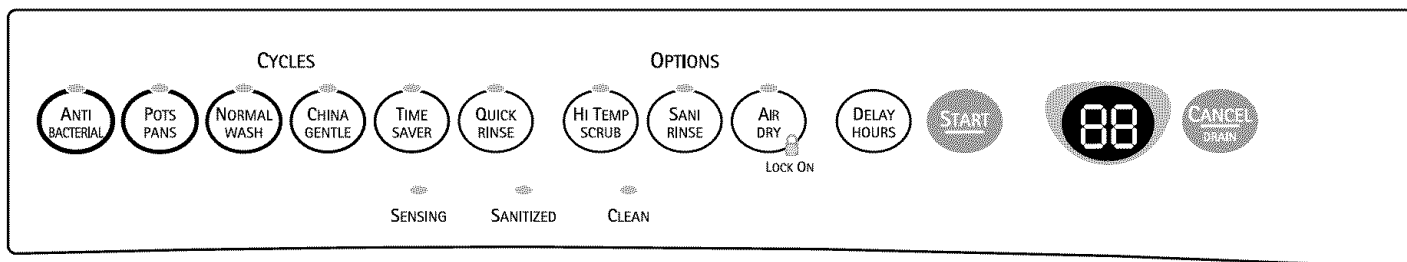 CYCLES
OPTIONS
ANTI
BACTERIAL
POTS
PANS
NORMAL
WASH
CHINA
GENTLE
TIME
SAVER
QUICK
RINSE
HI TEMP
SCRUB
SANI
RINSE
AIR
DRY
LOCK ON
DELAY
HOURS
START
88
CANCEL
DRAIN
SENSING
SANITIZED
CLEAN